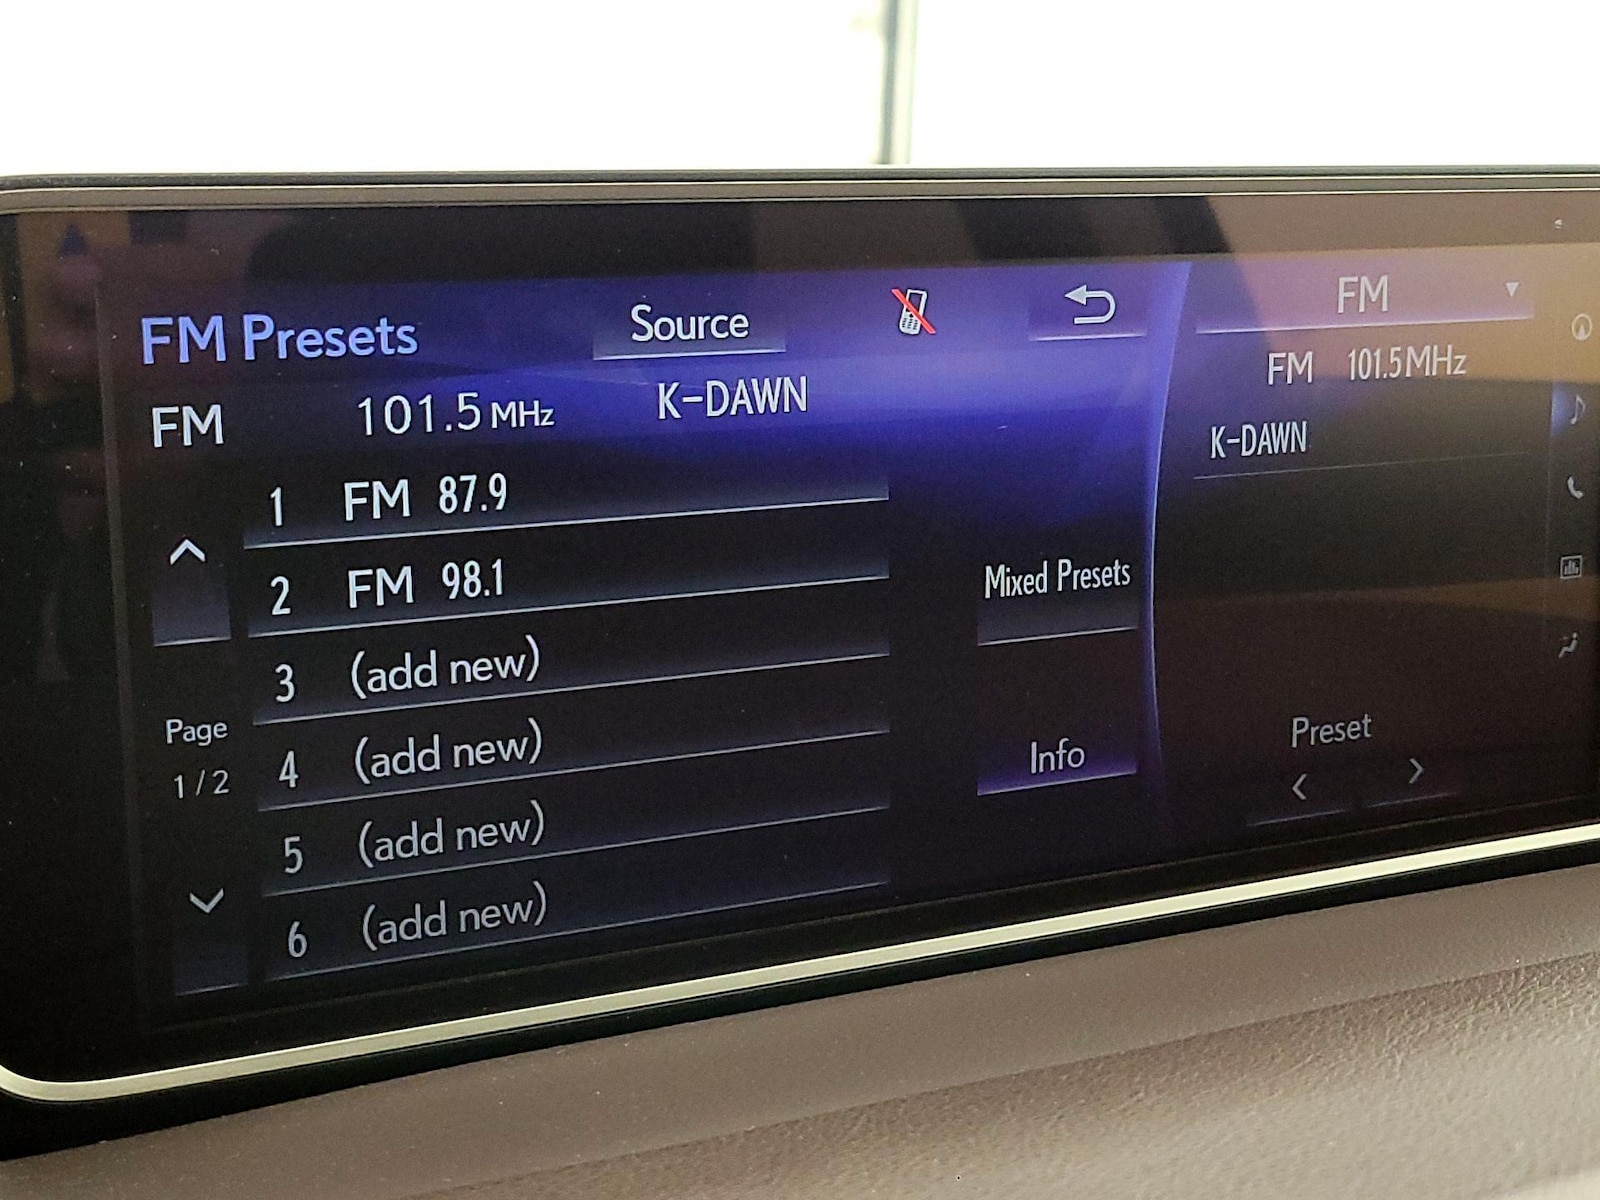 FM Presets
Source
FM
FM 101.5 MHz K-DAWN
FM 101.5 MHz
K-DAWN
1 FM 87.9
2 FM 98.1
3 (add new)
4 (add new)
5 (add new)
6 (add new)
Page
1 / 2
Mixed Presets
Info
Preset